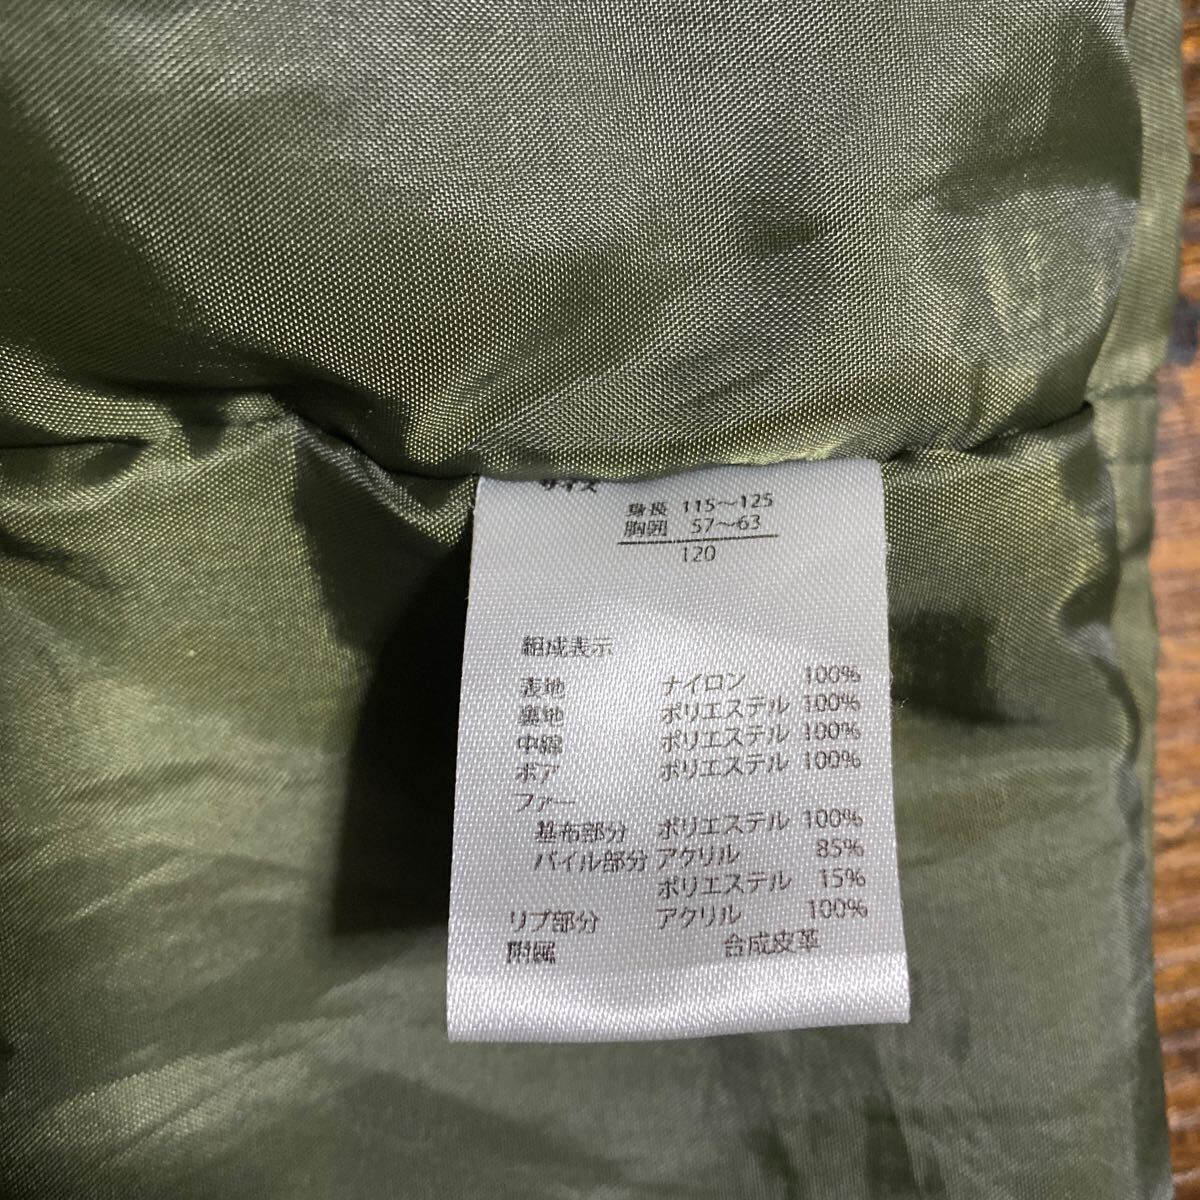 サイズ
身長 115～125
胸囲 57～63
120
組成表示
表地 ナイロン 100%
裏地 ポリエステル 100%
中綿 ポリエステル 100%
ボア ポリエステル 100%
ファー
基布部分 ポリエステル 100%
パイル部分 アクリル 85%
ポリエステル 15%
リブ部分 アクリル 100%
附属 合成皮革